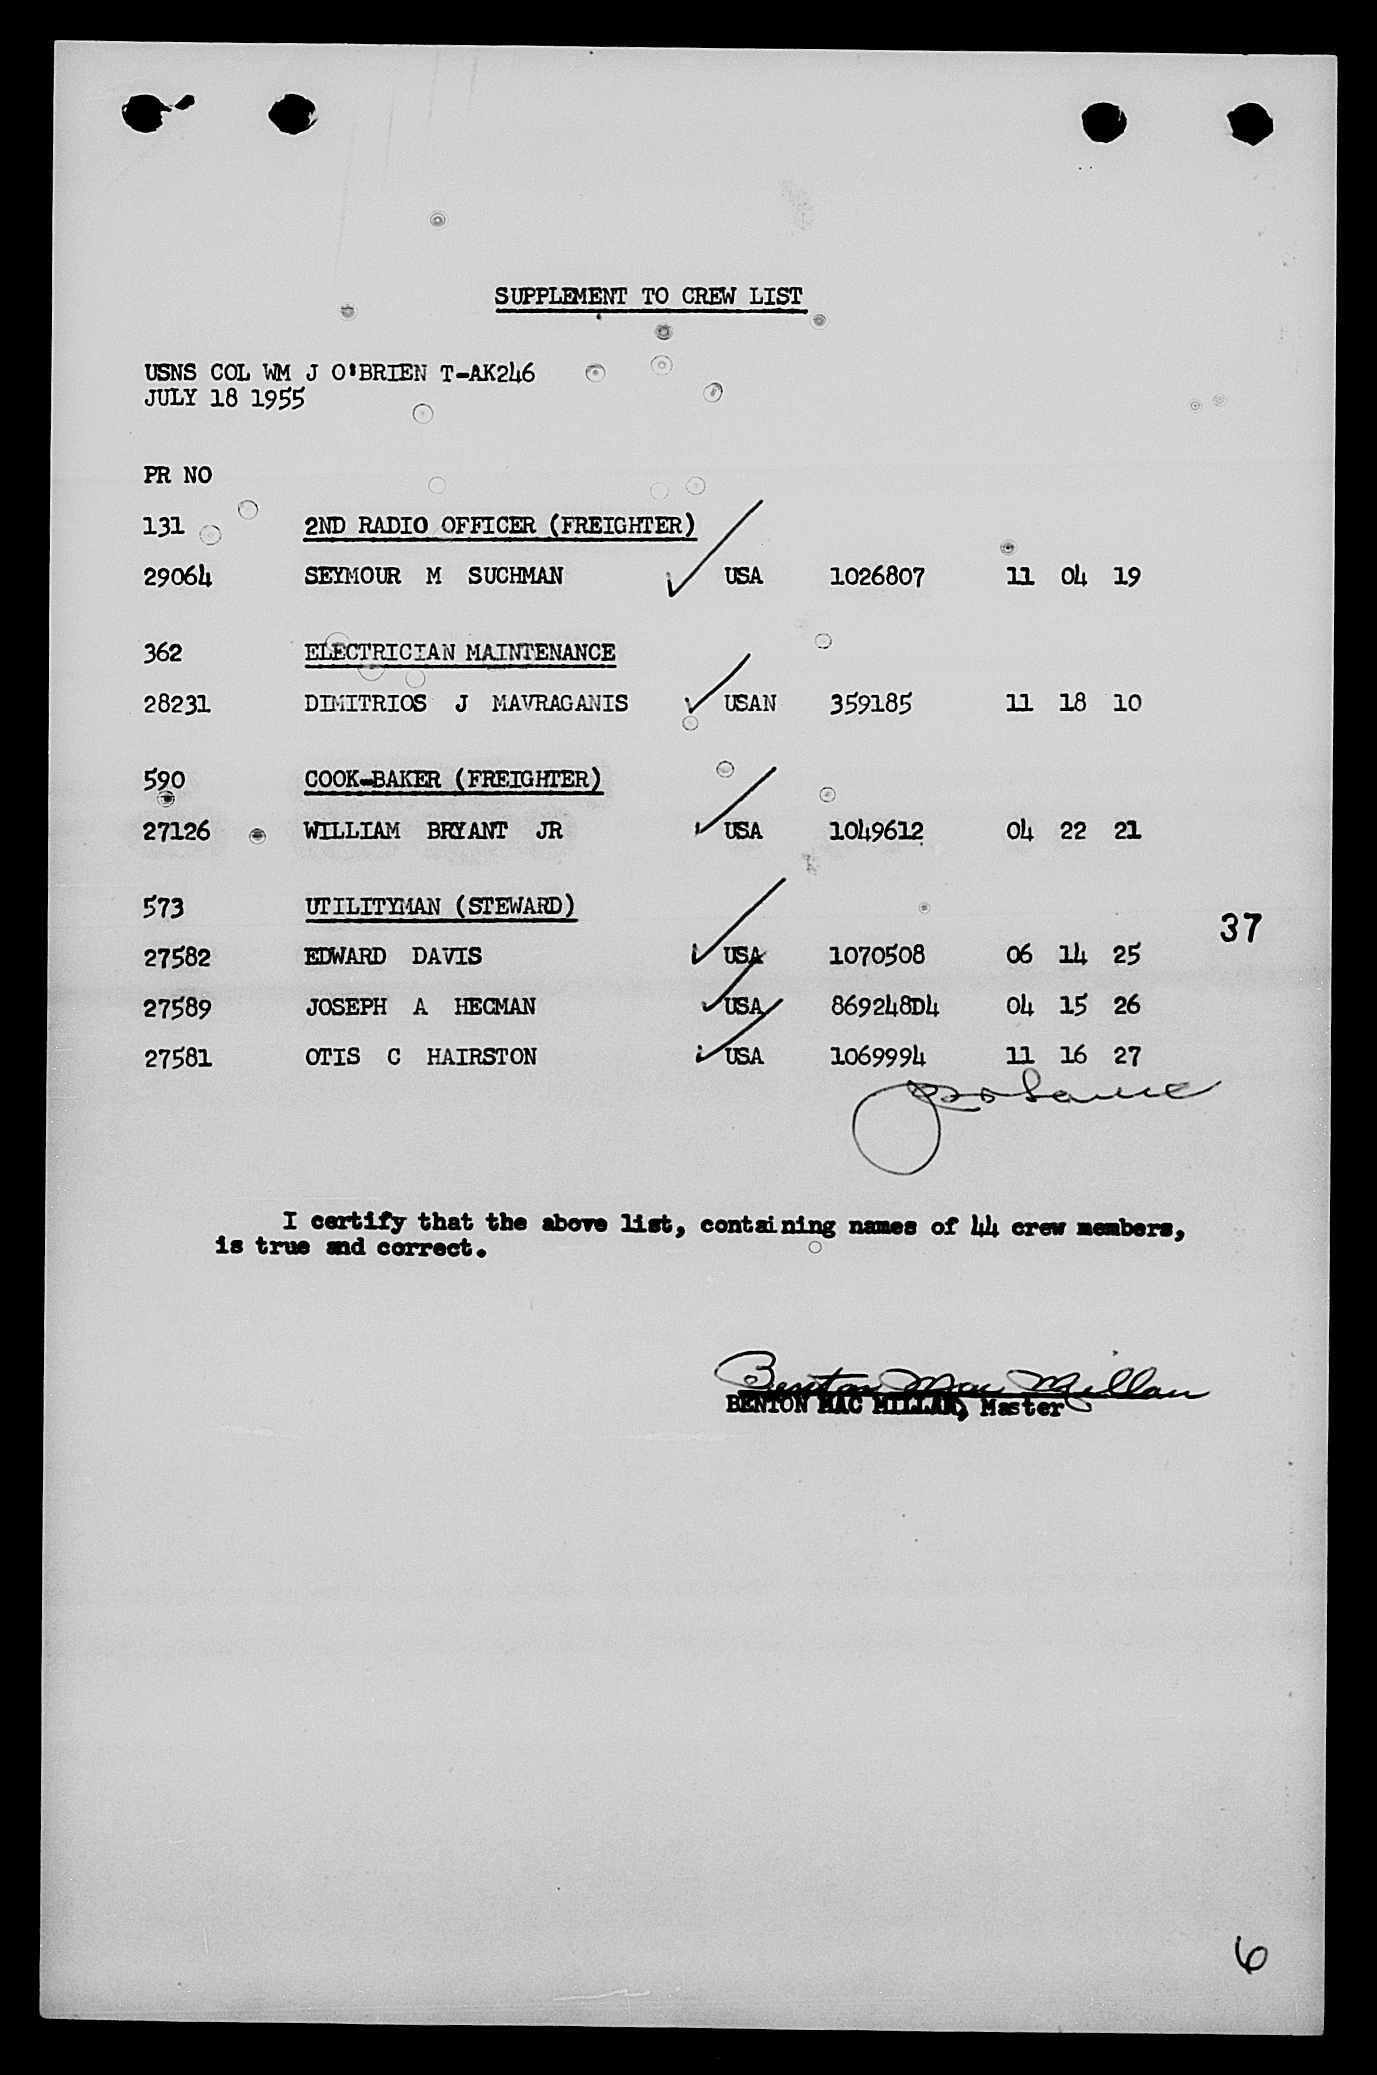 SUPPLEMENT TO CREW LIST
USNS COL WM J O'BRIEN T-AK246
JULY 18 1955
PR NO
131 2ND RADIO OFFICER (FREIGHTER)
29064 SEYMOUR M SUCHMAN USA 1026807 11 04 19
362 ELECTRICIAN MAINTENANCE
28231 DIMITRIOS J MAVRAGANIS USAN 359185 11 18 10
590 COOK-BAKER (FREIGHTER)
27126 WILLIAM BRYANT JR USA 1049612 04 22 21
573 UTILITYMAN (STEWARD)
37
27582 EDWARD DAVIS USA 1070508 06 14 25
27589 JOSEPH A HECMAN USA 869248D4 04 15 26
27581 OTIS C HAIRSTON USA 1069994 11 16 27
I certify that the above list, containing names of 44 crew members,
is true and correct.
Benton Mac Millan
BENTON MAC MILLAN, Master
6